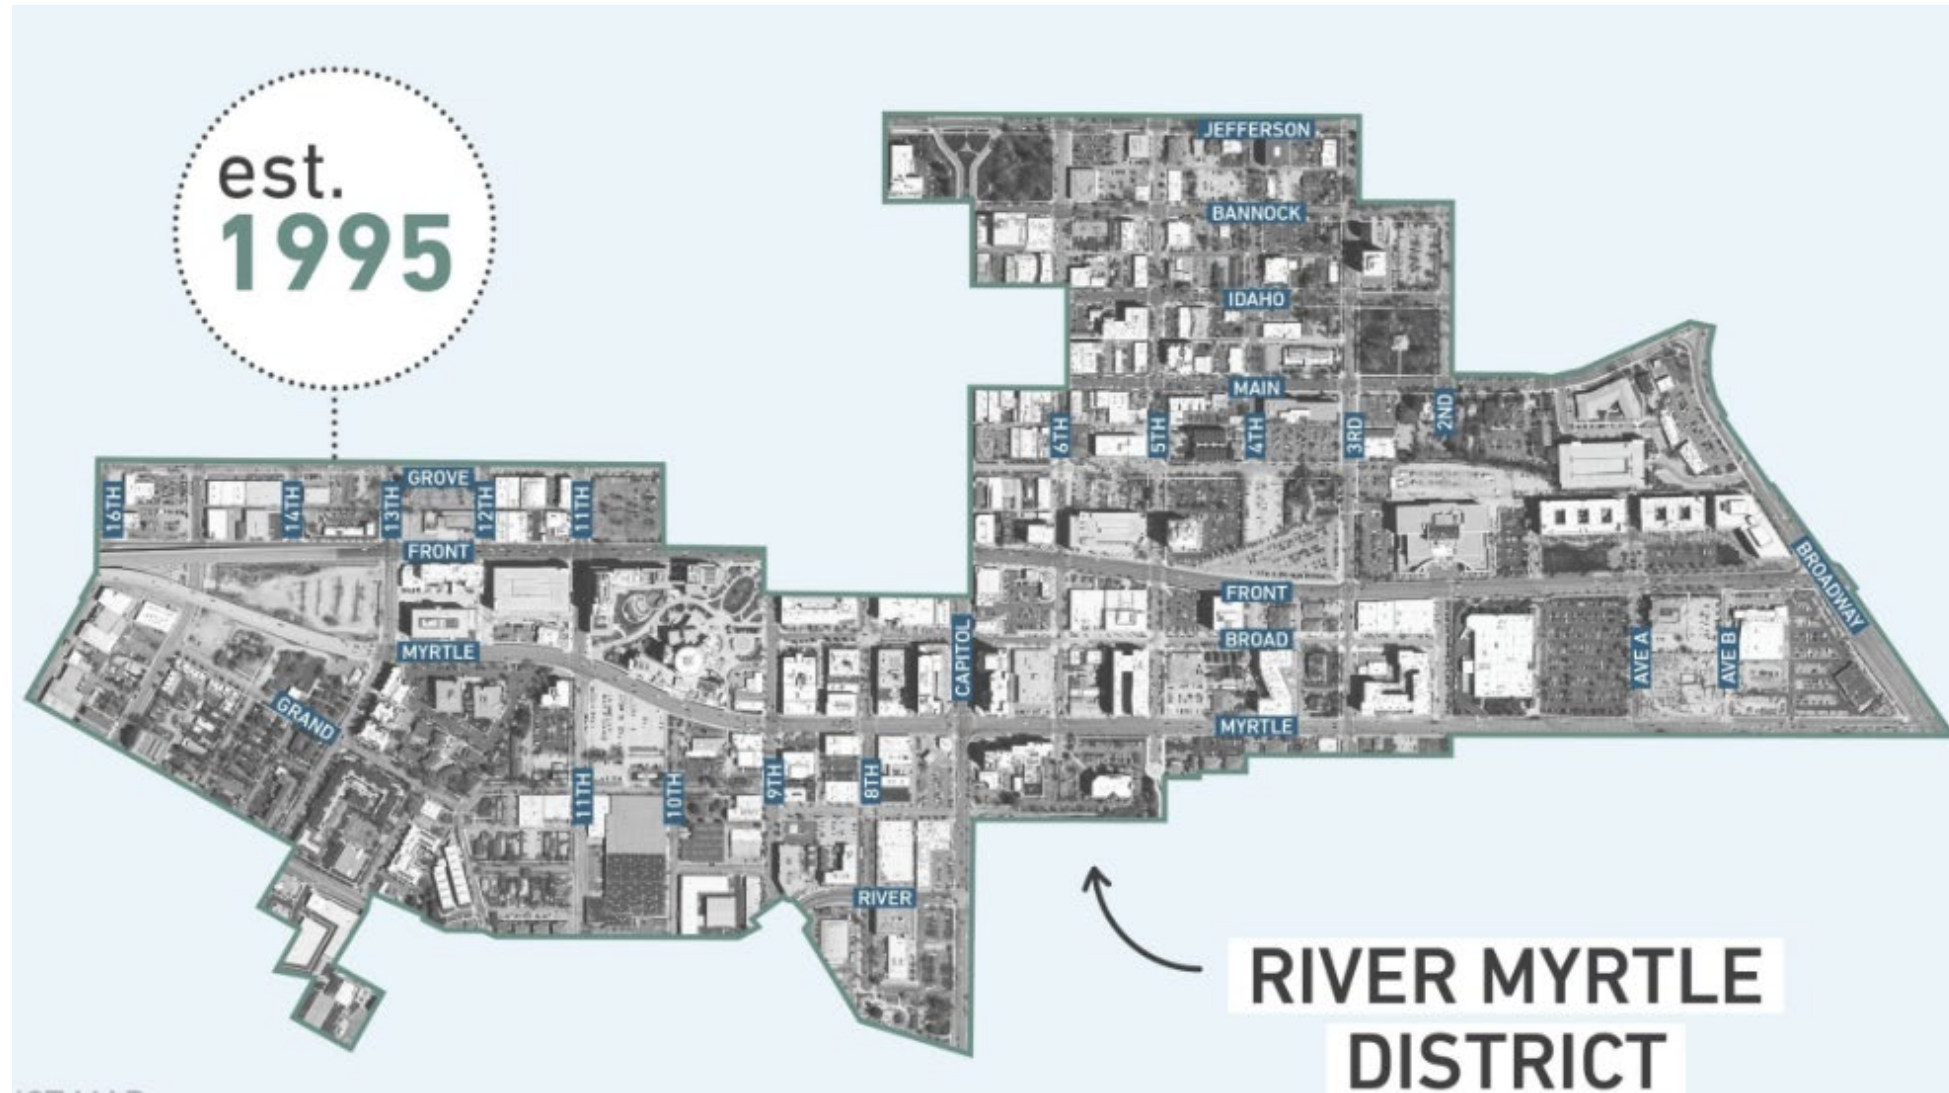 est.
1995
JEFFERSON
BANNOCK
IDAHO
MAIN
6TH
5TH
4TH
3RD
2ND
16TH
14TH
13TH
GROVE
12TH
11TH
FRONT
MYRTLE
GRAND
CAPITOL
FRONT
BROAD
MYRTLE
BROADWAY
AVE A
AVE B
11TH
10TH
9TH
8TH
RIVER
RIVER MYRTLE
DISTRICT